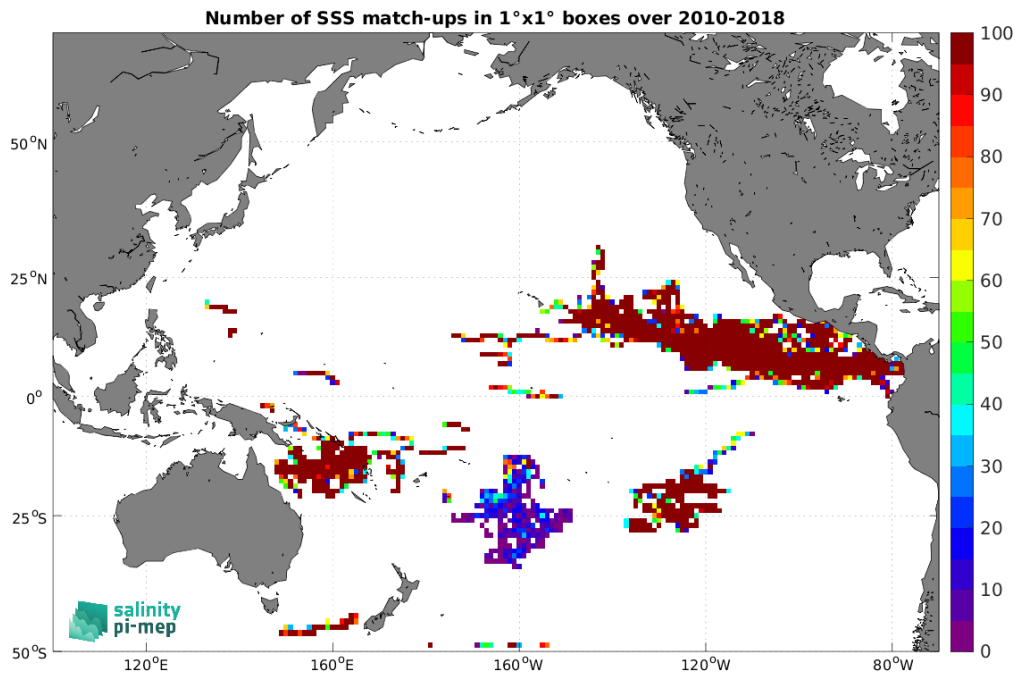 Number of SSS match-ups in 1°x1° boxes over 2010-2018
100
90
80
70
60
50
40
30
20
10
0
50°N
25°N
0°
25°S
50°S
120°E
160°E
160°W
120°W
80°W
salinity
pi-mep